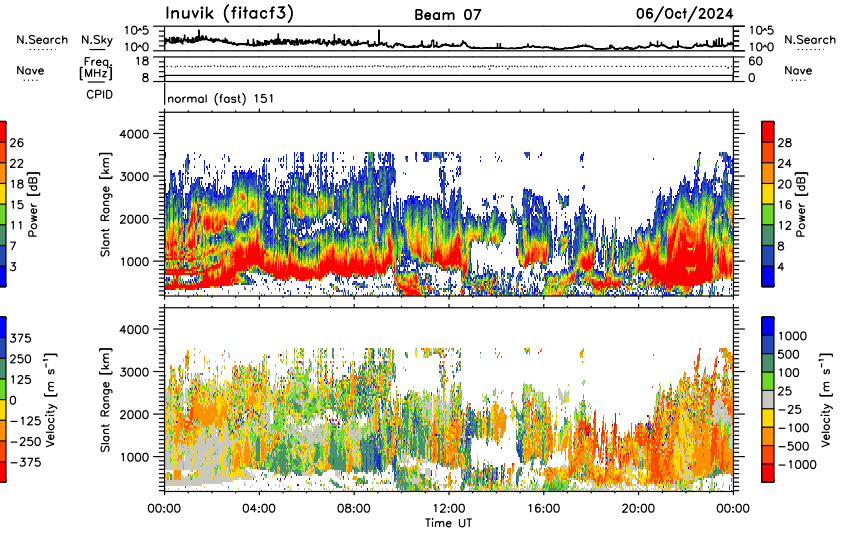 Inuvik (fitacf3) Beam 07 06/Oct/2024
N.Search N.Sky 10^5 10^0 10^5 10^0 N.Search
Nave Freq. [MHz] 18 8 60 0 Nave
CPID normal (fast) 151
26 22 18 15 11 7 3 Power [dB]
Slant Range [km] 4000 3000 2000 1000
28 24 20 16 12 8 4 Power [dB]
375 250 125 0 −125 −250 −375 Velocity [m s⁻¹]
Slant Range [km] 4000 3000 2000 1000
1000 500 100 25 −25 −100 −500 −1000 Velocity [m s⁻¹]
00:00 04:00 08:00 12:00 16:00 20:00 00:00
Time UT